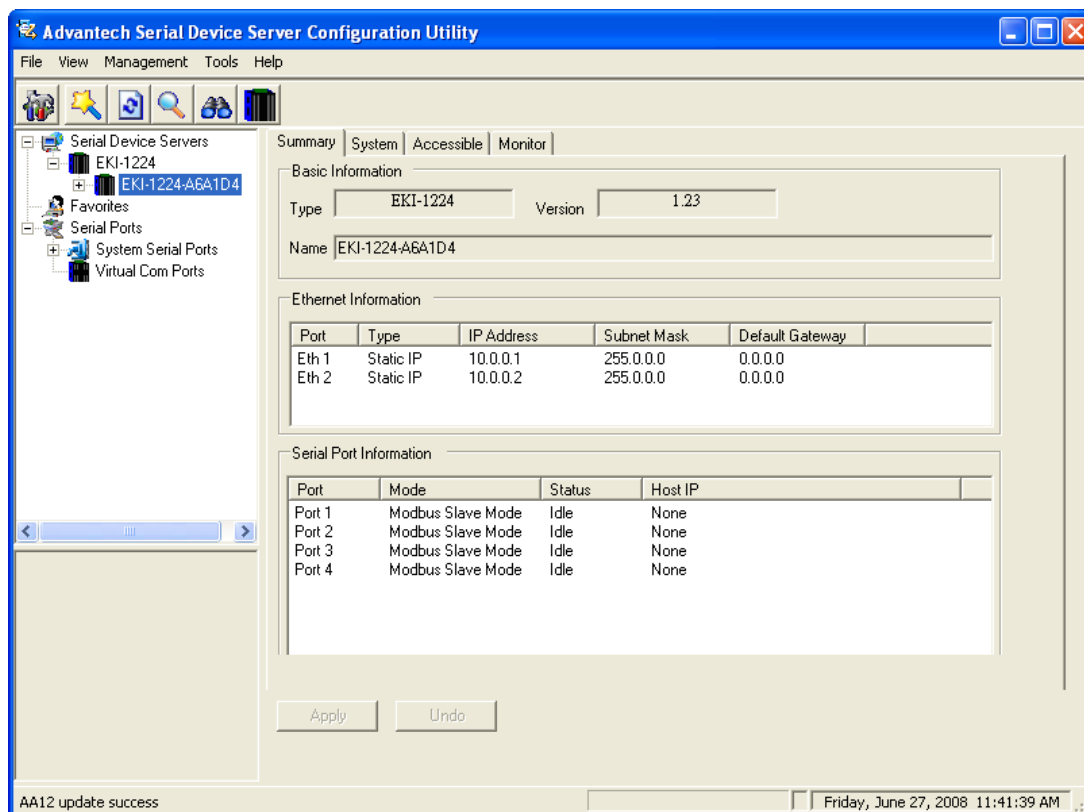 Advantech Serial Device Server Configuration Utility
File View Management Tools Help
Serial Device Servers
EKI-1224
EKI-1224-A6A1D4
Favorites
Serial Ports
System Serial Ports
Virtual Com Ports
Summary System Accessible Monitor
Basic Information
Type EKI-1224 Version 1.23
Name EKI-1224-A6A1D4
Ethernet Information
Port Type IP Address Subnet Mask Default Gateway
Eth 1 Static IP 10.0.0.1 255.0.0.0 0.0.0.0
Eth 2 Static IP 10.0.0.2 255.0.0.0 0.0.0.0
Serial Port Information
Port Mode Status Host IP
Port 1 Modbus Slave Mode Idle None
Port 2 Modbus Slave Mode Idle None
Port 3 Modbus Slave Mode Idle None
Port 4 Modbus Slave Mode Idle None
Apply Undo
AA12 update success Friday, June 27, 2008 11:41:39 AM